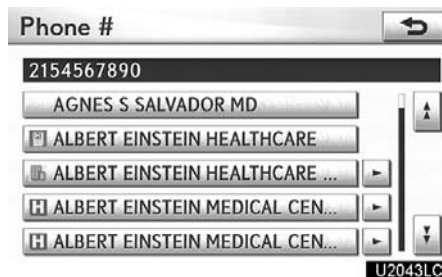 Phone #
2154567890
AGNES S SALVADOR MD
ALBERT EINSTEIN HEALTHCARE
ALBERT EINSTEIN HEALTHCARE ...
ALBERT EINSTEIN MEDICAL CEN...
ALBERT EINSTEIN MEDICAL CEN...
U2043LC